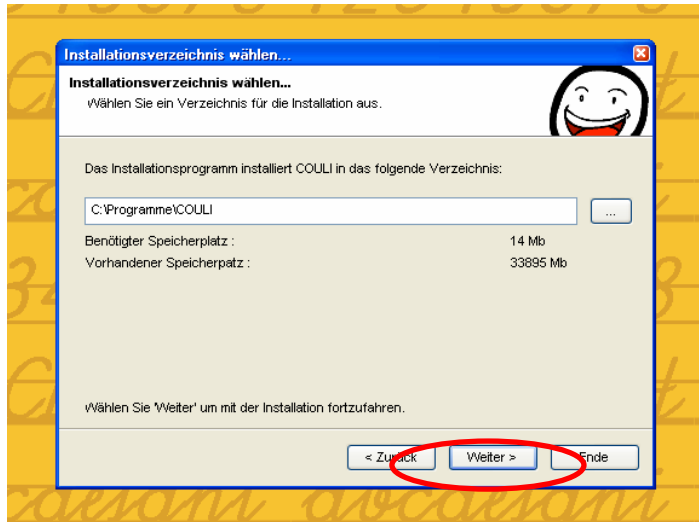 Installationsverzeichnis wählen...
Installationsverzeichnis wählen...
Wählen Sie ein Verzeichnis für die Installation aus.
Das Installationsprogramm installiert COULI in das folgende Verzeichnis:
C:\Programme\COULI ...
Benötigter Speicherplatz : 14 Mb
Vorhandener Speicherpatz : 33895 Mb
Wählen Sie 'Weiter' um mit der Installation fortzufahren.
< Zurück Weiter > Ende